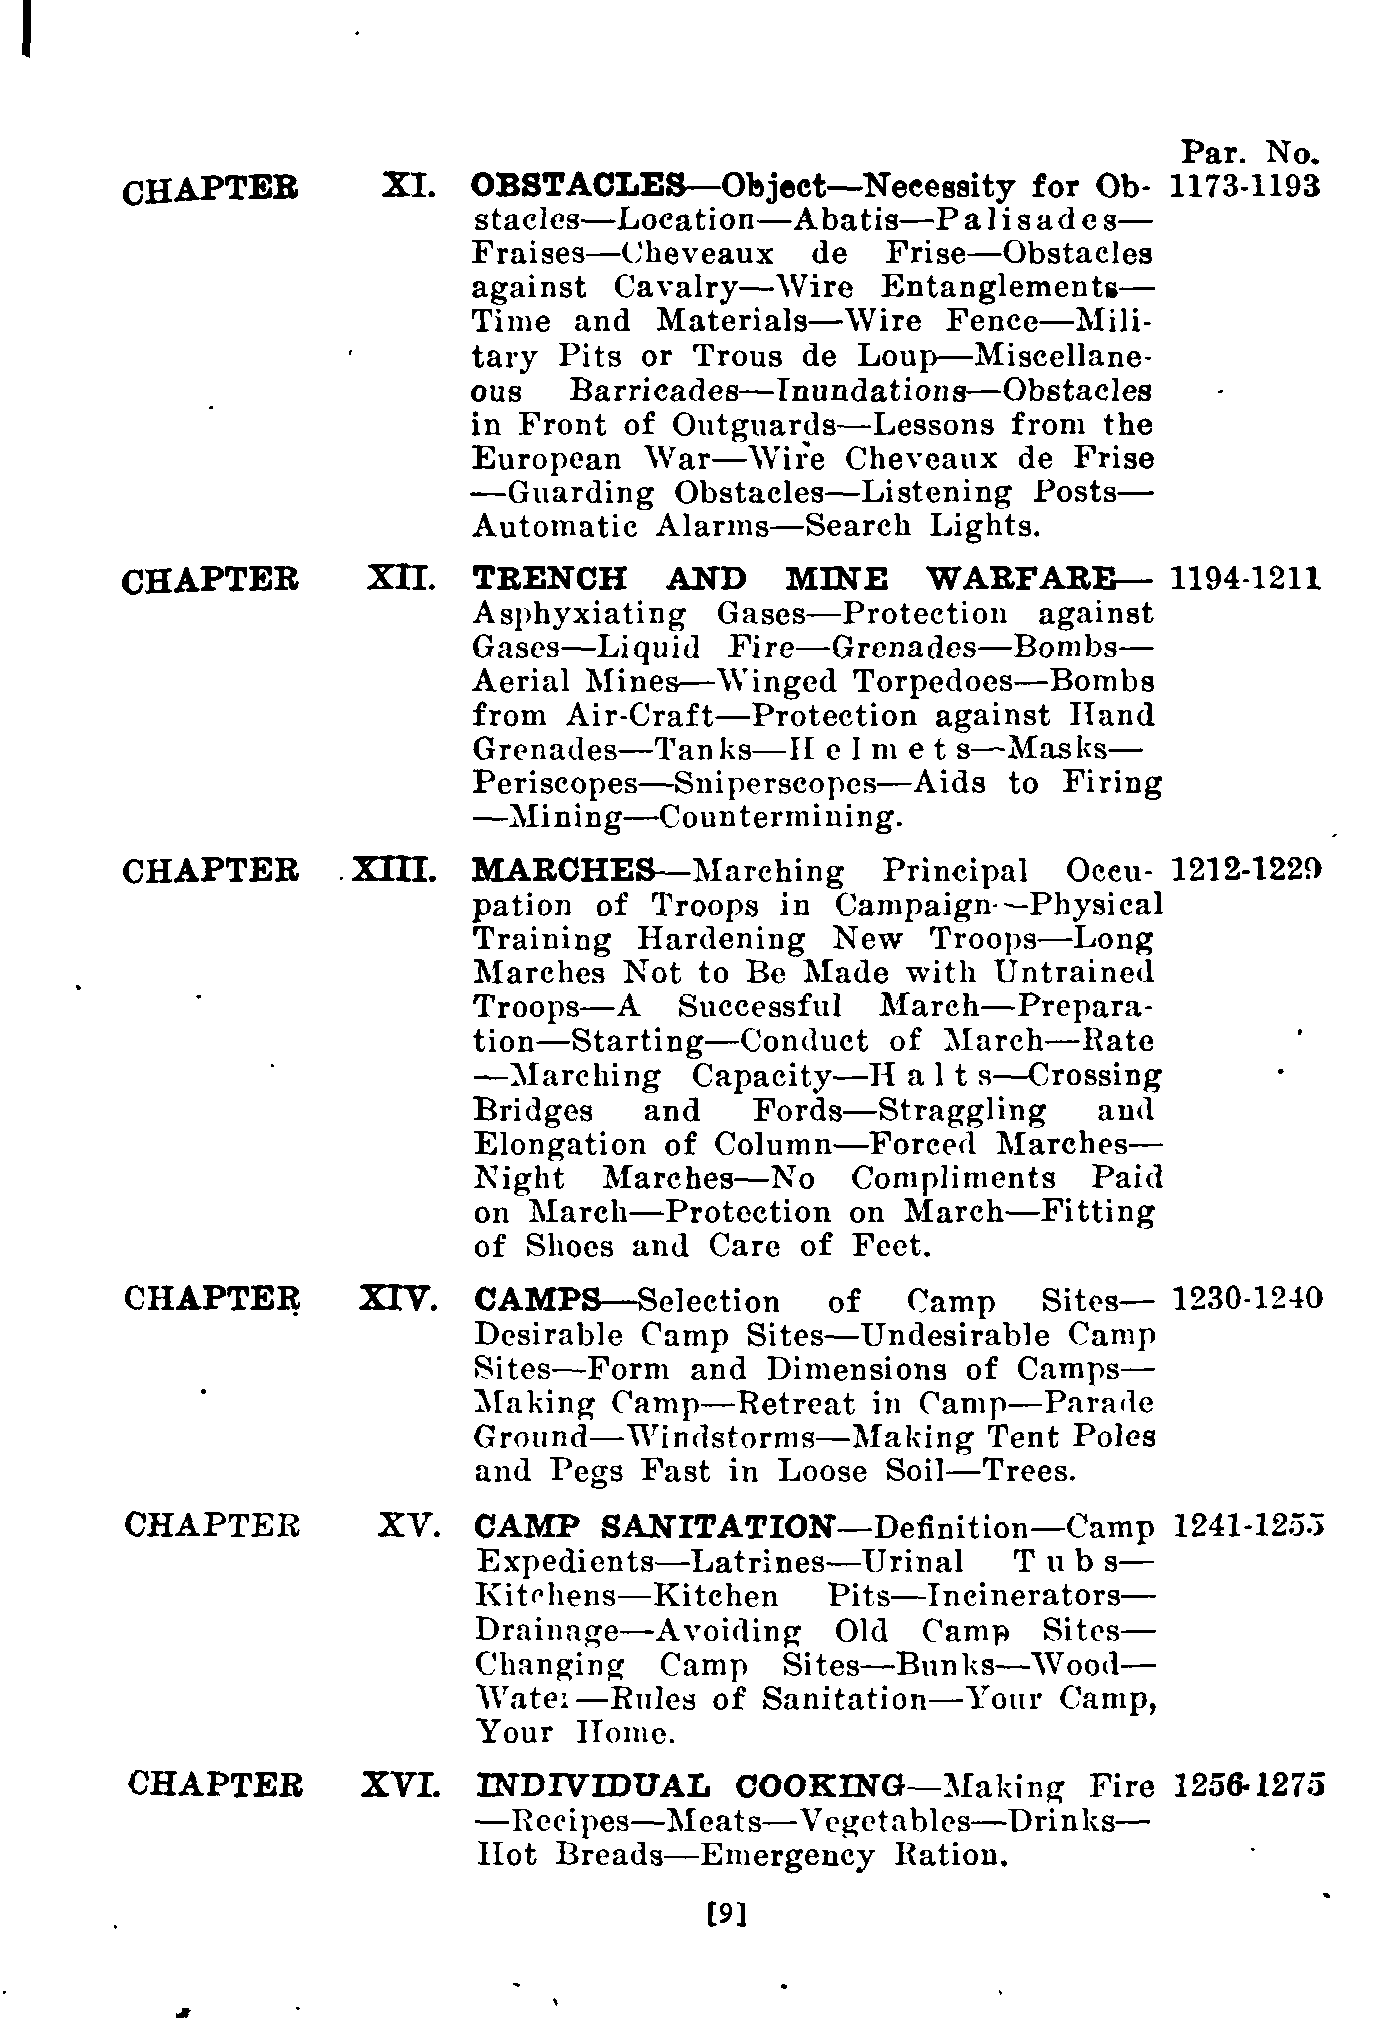 Par. No.
CHAPTER XI. OBSTACLES—Object—Necessity for Ob- 1173-1193
stacles—Location—Abatis—Palisades—
Fraises—Cheveaux de Frise—Obstacles
against Cavalry—Wire Entanglements—
Time and Materials—Wire Fence—Mili-
tary Pits or Trous de Loup—Miscellane-
ous Barricades—Inundations—Obstacles
in Front of Outguards—Lessons from the
European War—Wire Cheveaux de Frise
—Guarding Obstacles—Listening Posts—
Automatic Alarms—Search Lights.
CHAPTER XII. TRENCH AND MINE WARFARE— 1194-1211
Asphyxiating Gases—Protection against
Gases—Liquid Fire—Grenades—Bombs—
Aerial Mines—Winged Torpedoes—Bombs
from Air-Craft—Protection against Hand
Grenades—Tanks—Helmets—Masks—
Periscopes—Sniperscopes—Aids to Firing
—Mining—Countermining.
CHAPTER XIII. MARCHES—Marching Principal Occu- 1212-1229
pation of Troops in Campaign—Physical
Training Hardening New Troops—Long
Marches Not to Be Made with Untrained
Troops—A Successful March—Prepara-
tion—Starting—Conduct of March—Rate
—Marching Capacity—Halts—Crossing
Bridges and Fords—Straggling and
Elongation of Column—Forced Marches—
Night Marches—No Compliments Paid
on March—Protection on March—Fitting
of Shoes and Care of Feet.
CHAPTER XIV. CAMPS—Selection of Camp Sites— 1230-1240
Desirable Camp Sites—Undesirable Camp
Sites—Form and Dimensions of Camps—
Making Camp—Retreat in Camp—Parade
Ground—Windstorms—Making Tent Poles
and Pegs Fast in Loose Soil—Trees.
CHAPTER XV. CAMP SANITATION—Definition—Camp 1241-1255
Expedients—Latrines—Urinal Tubs—
Kitchens—Kitchen Pits—Incinerators—
Drainage—Avoiding Old Camp Sites—
Changing Camp Sites—Bunks—Wood—
Water—Rules of Sanitation—Your Camp,
Your Home.
CHAPTER XVI. INDIVIDUAL COOKING—Making Fire 1256-1275
—Recipes—Meats—Vegetables—Drinks—
Hot Breads—Emergency Ration.
[9]